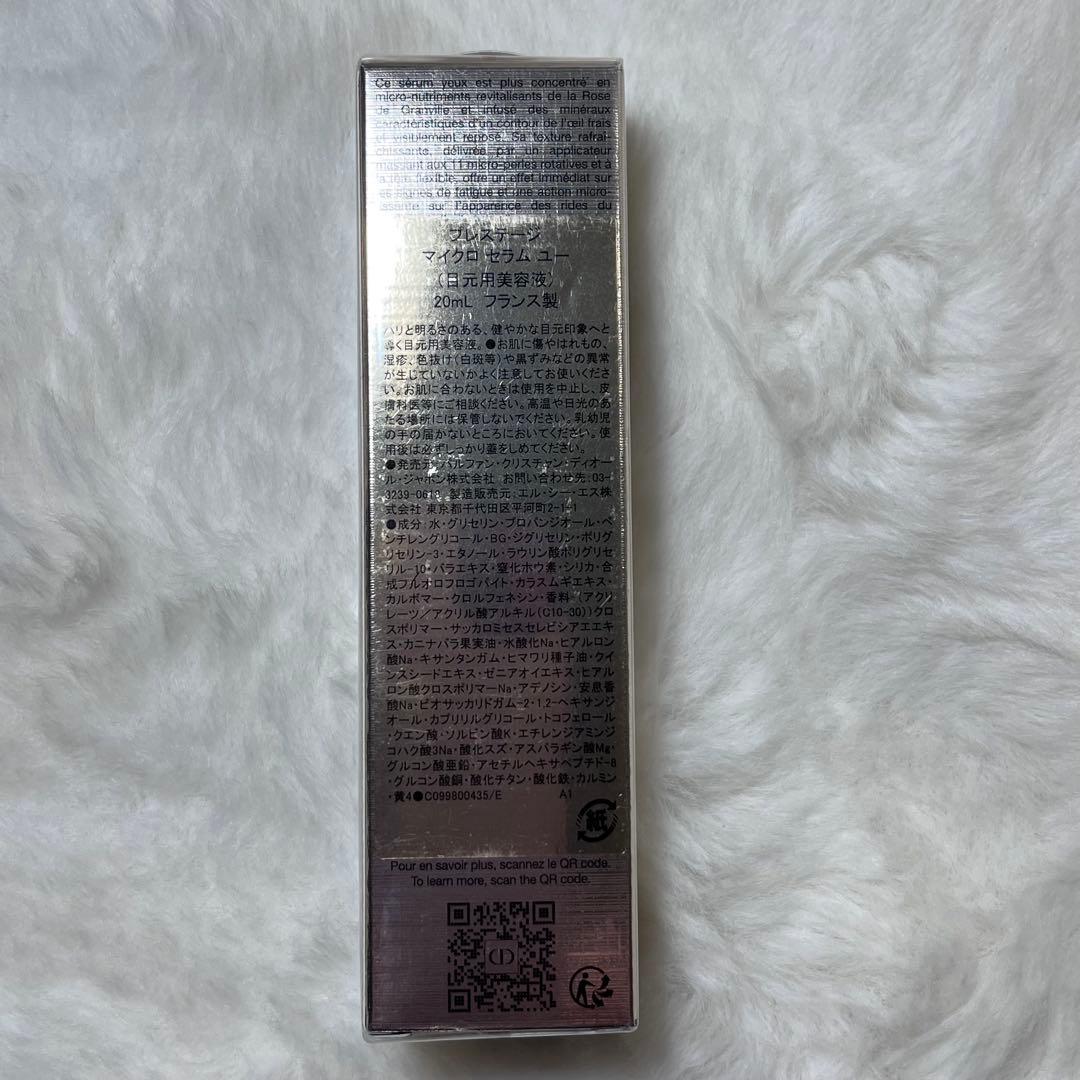 Ce sérum yeux est plus concentré en
micro-nutriments revitalisants de la Rose
de Granville et infusé des minéraux
caractéristiques d'un contour de l'œil frais
et visiblement reposé. Sa texture rafraî-
chissante, délivrée par un applicateur
massant aux 11 micro-perles rotatives et à
la tête flexible, offre un effet immédiat sur
les signes de fatigue et une action micro-
lissante sur l'apparence des rides du
プレステージ
マイクロ セラム ユー
(目元用美容液)
20mL フランス製
ハリと明るさのある、健やかな目元印象へと
導く目元用美容液。●お肌に傷やはれもの、
湿疹、色抜け(白斑等)や黒ずみなどの異常
が生じていないかよく注意してお使いくださ
い。お肌に合わないときは使用を中止し、皮
膚科医等にご相談ください。高温や日光のあ
たる場所には保管しないでください。乳幼児
の手の届かないところにおいてください。使
用後は必ずしっかり蓋をしめてください。
●発売元:パルファン・クリスチャン・ディオー
ル・ジャポン株式会社 お問い合わせ先:03-
3239-0618 製造販売元:エル・シー・エス株
式会社 東京都千代田区平河町2-1-1
●成分:水・グリセリン・プロパンジオール・ペ
ンチレングリコール・BG・ジグリセリン・ポリグ
リセリン-3・エタノール・ラウリン酸ポリグリセ
リル-10・バラエキス・窒化ホウ素・シリカ・合
成フルオロフロゴパイト・カラスムギエキス・
カルボマー・クロルフェネシン・香料・(アクリ
レーツ/アクリル酸アルキル(C10-30))クロ
スポリマー・サッカロミセスセレビシアエエキ
ス・カニナバラ果実油・水酸化Na・ヒアルロン
酸Na・キサンタンガム・ヒマワリ種子油・クイ
ンスシードエキス・ゼニアオイエキス・ヒアル
ロン酸クロスポリマーNa・アデノシン・安息香
酸Na・ビオサッカリドガム-2・1,2-ヘキサンジ
オール・カプリリルグリコール・トコフェロール
・クエン酸・ソルビン酸K・エチレンジアミンジ
コハク酸3Na・酸化スズ・アスパラギン酸Mg・
グルコン酸亜鉛・アセチルヘキサペプチド-8
・グルコン酸銅・酸化チタン・酸化鉄・カルミン
・黄4●C099800435/E A1
紙
Pour en savoir plus, scannez le QR code.
To learn more, scan the QR code.
CD